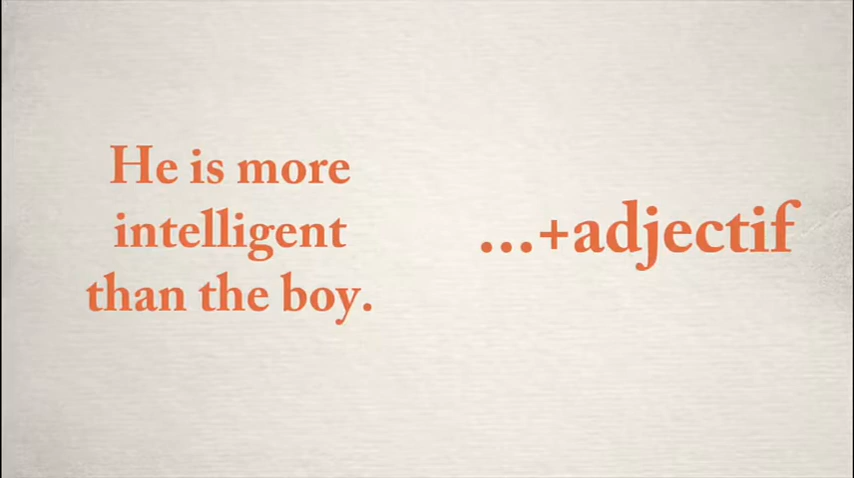 He is more
intelligent
than the boy.
...+adjectif